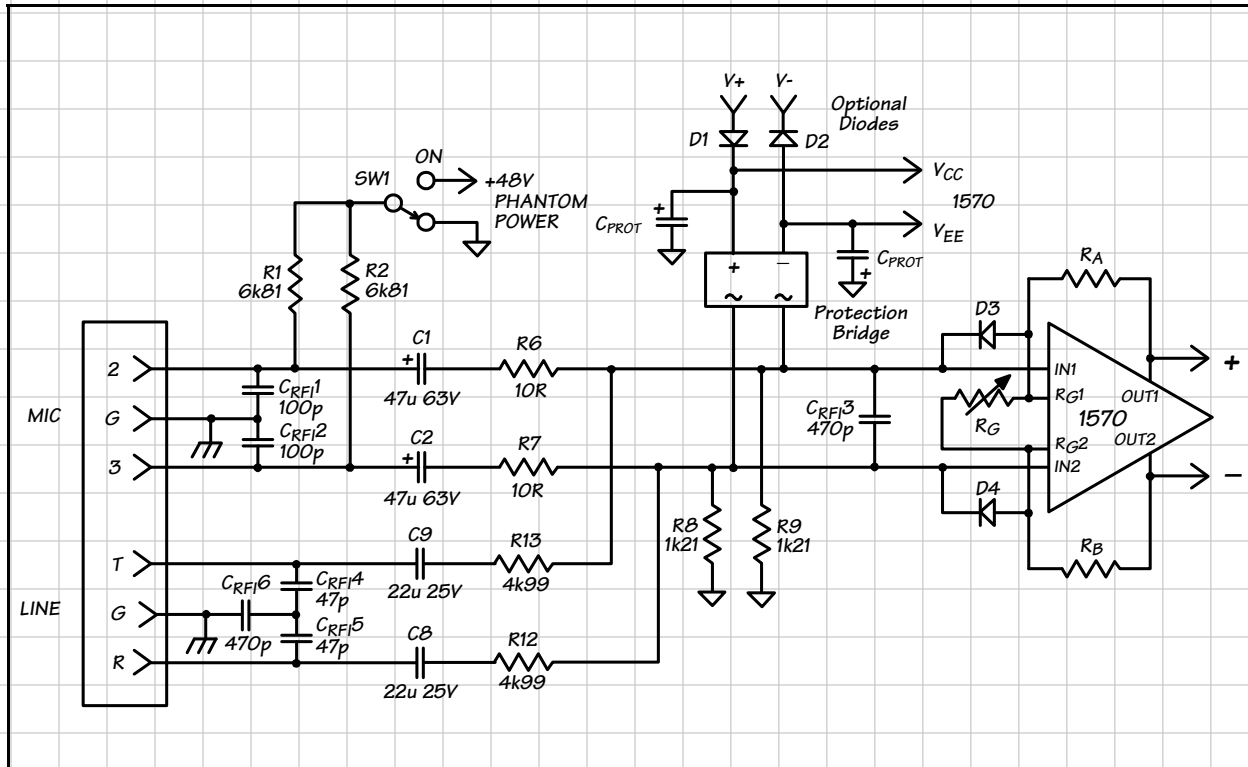 V+
V-
Optional
Diodes
D1
D2
ON
SW1
+48V
PHANTOM
POWER
VCC
1570
VEE
+
CPROT
CPROT
+
R1
6k81
R2
6k81
+
−
~
~
Protection
Bridge
RA
D3
C1
+
47u 63V
R6
10R
2
CRFI1
100p
MIC
G
CRFI2
100p
3
CRFI3
470p
IN1
RG1
OUT1
+
RG
1570
RG2
OUT2
IN2
−
C2
+
47u 63V
R7
10R
D4
R8
1k21
R9
1k21
RB
T
C9
22u 25V
R13
4k99
CRFI6
470p
CRFI4
47p
LINE
G
CRFI5
47p
R
C8
22u 25V
R12
4k99